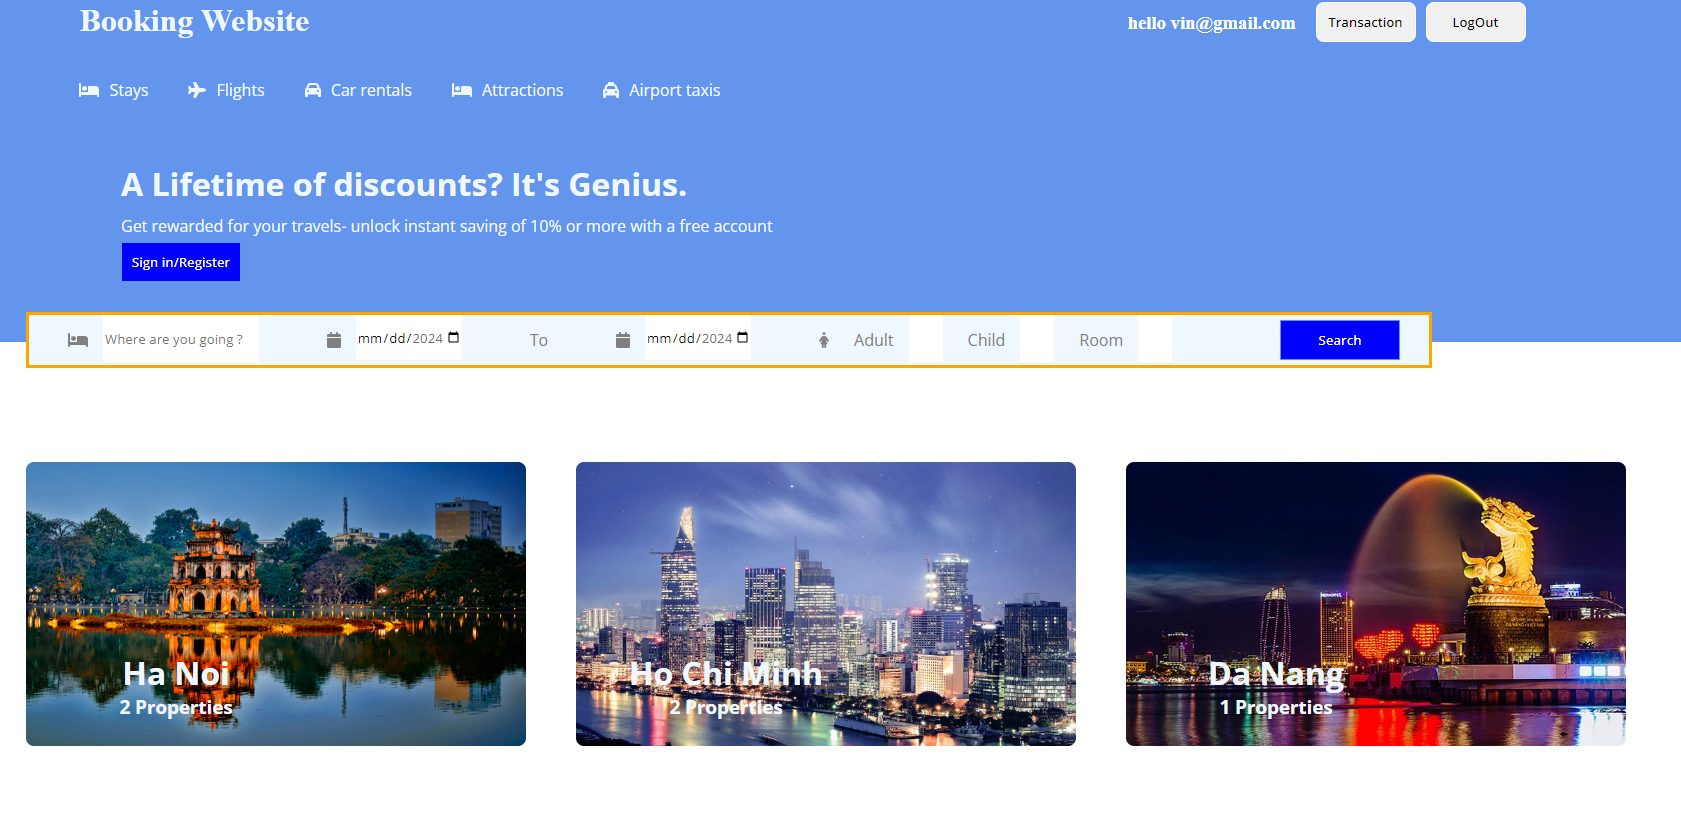 Booking Website
hello vin@gmail.com
Transaction
LogOut
Stays
Flights
Car rentals
Attractions
Airport taxis
A Lifetime of discounts? It's Genius.
Get rewarded for your travels- unlock instant saving of 10% or more with a free account
Sign in/Register
Where are you going ?
mm/dd/2024
To
mm/dd/2024
Adult
Child
Room
Search
NOVOTEL
Ha Noi
2 Properties
Ho Chi Minh
2 Properties
Da Nang
1 Properties